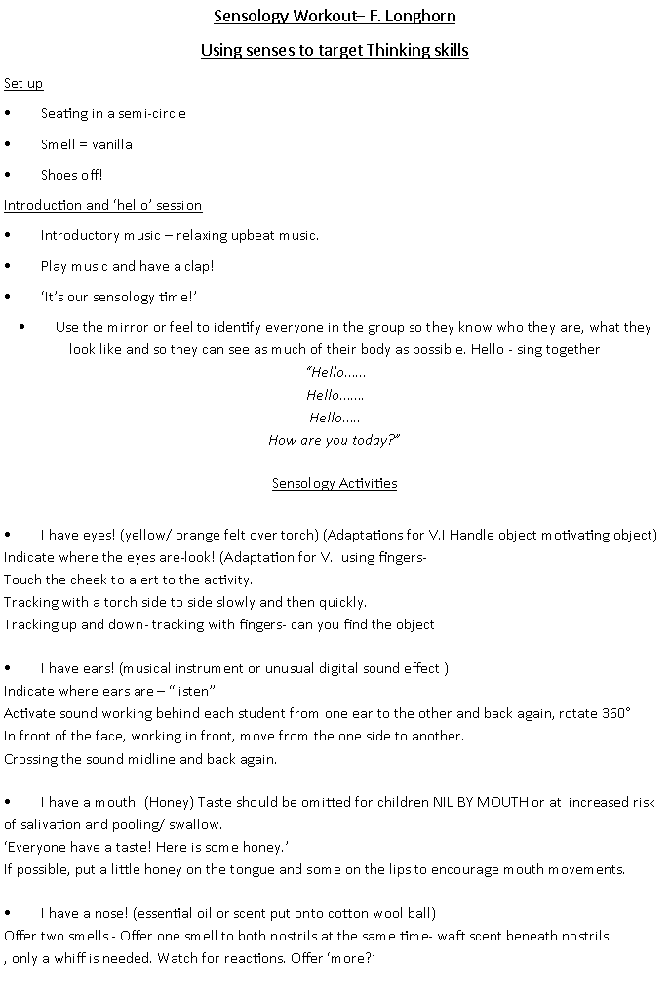 Sensology Workout– F. Longhorn
Using senses to target Thinking skills
Set up
• Seating in a semi-circle
• Smell = vanilla
• Shoes off!
Introduction and ‘hello’ session
• Introductory music – relaxing upbeat music.
• Play music and have a clap!
• ‘It’s our sensology time!’
• Use the mirror or feel to identify everyone in the group so they know who they are, what they
look like and so they can see as much of their body as possible. Hello - sing together
“Hello......
Hello.......
Hello.....
How are you today?”
Sensology Activities
• I have eyes! (yellow/ orange felt over torch) (Adaptations for V.I Handle object motivating object)
Indicate where the eyes are-look! (Adaptation for V.I using fingers-
Touch the cheek to alert to the activity.
Tracking with a torch side to side slowly and then quickly.
Tracking up and down- tracking with fingers- can you find the object
• I have ears! (musical instrument or unusual digital sound effect )
Indicate where ears are – “listen”.
Activate sound working behind each student from one ear to the other and back again, rotate 360°
In front of the face, working in front, move from the one side to another.
Crossing the sound midline and back again.
• I have a mouth! (Honey) Taste should be omitted for children NIL BY MOUTH or at  increased risk
of salivation and pooling/ swallow.
‘Everyone have a taste! Here is some honey.’
If possible, put a little honey on the tongue and some on the lips to encourage mouth movements.
• I have a nose! (essential oil or scent put onto cotton wool ball)
Offer two smells - Offer one smell to both nostrils at the same time- waft scent beneath nostrils
, only a whiff is needed. Watch for reactions. Offer ‘more?’